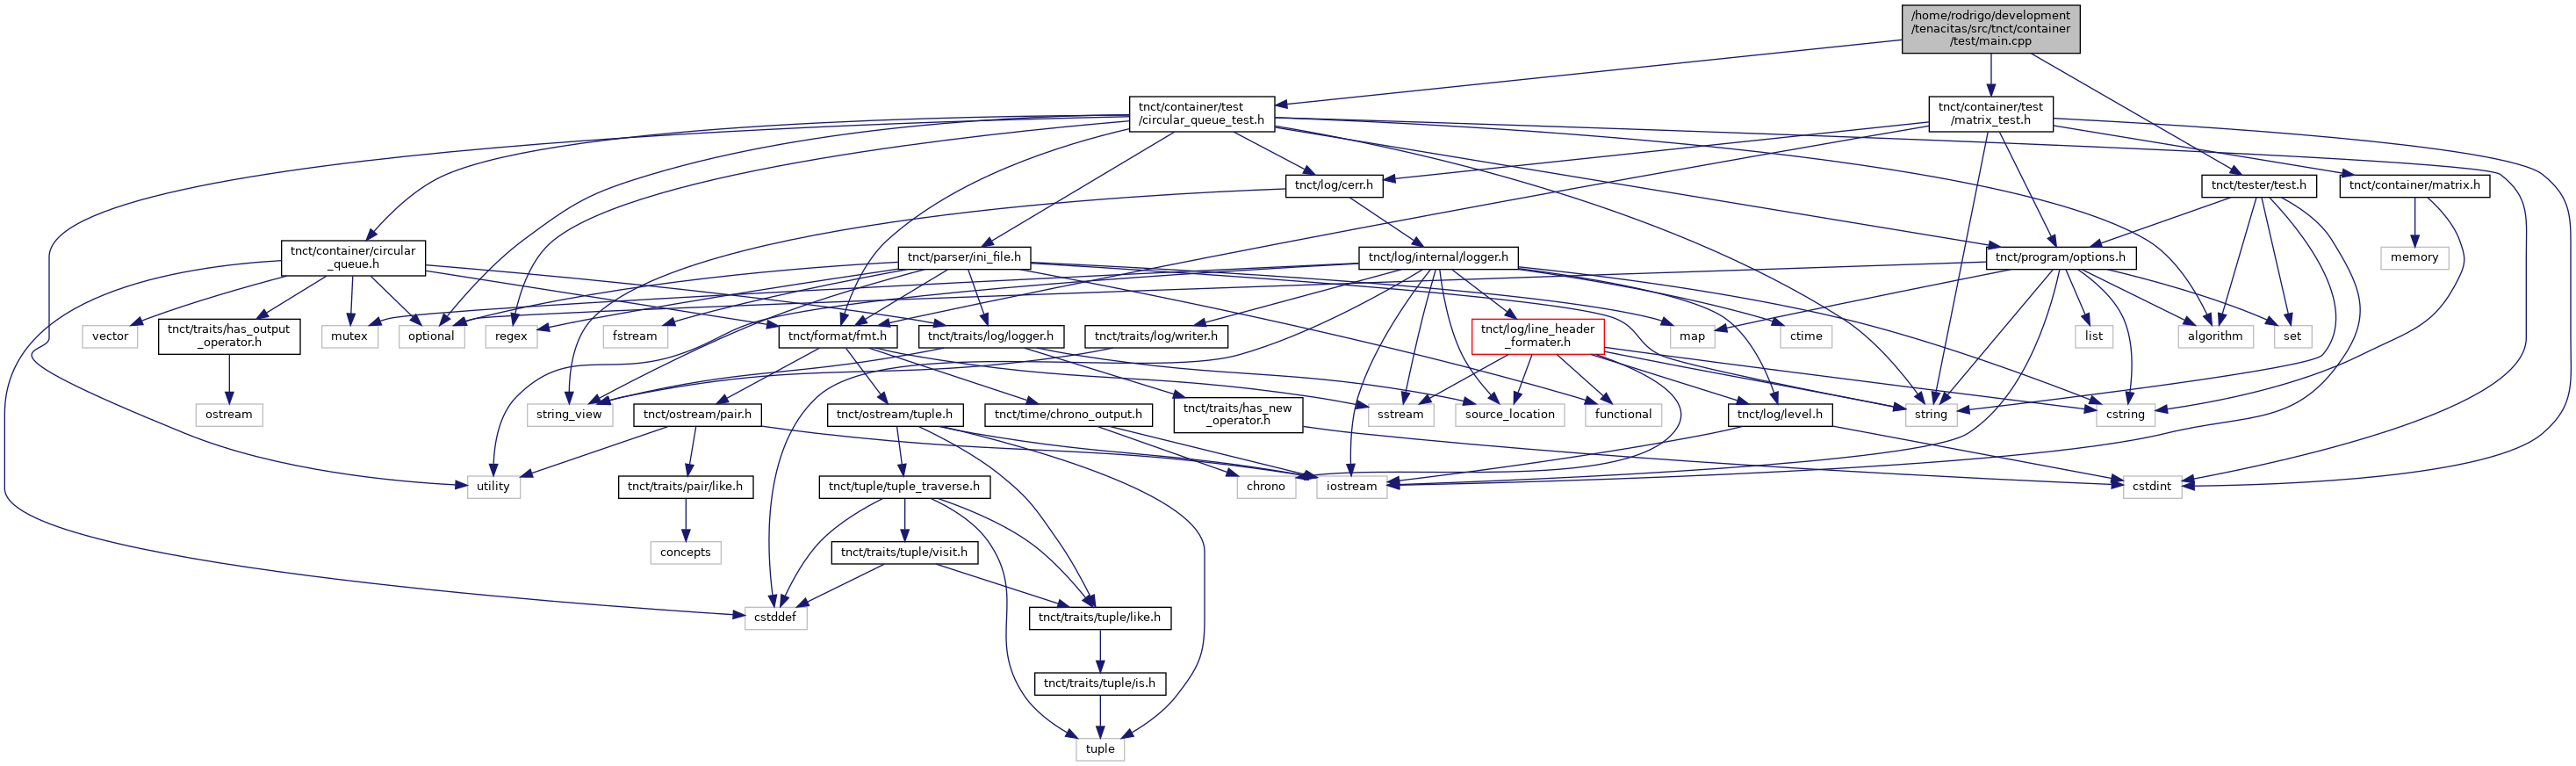 /home/rodrigo/development
/tenacitas/src/tnct/container
/test/main.cpp
tnct/container/test
/circular_queue_test.h
tnct/container/test
/matrix_test.h
tnct/log/cerr.h
tnct/tester/test.h
tnct/container/matrix.h
tnct/container/circular
_queue.h
tnct/parser/ini_file.h
tnct/log/internal/logger.h
tnct/program/options.h
memory
vector
tnct/traits/has_output
_operator.h
mutex
optional
regex
fstream
tnct/format/fmt.h
tnct/traits/log/logger.h
tnct/traits/log/writer.h
tnct/log/line_header
_formater.h
map
ctime
list
algorithm
set
ostream
string_view
tnct/ostream/pair.h
tnct/ostream/tuple.h
tnct/time/chrono_output.h
tnct/traits/has_new
_operator.h
sstream
source_location
functional
tnct/log/level.h
string
cstring
utility
tnct/traits/pair/like.h
tnct/tuple/tuple_traverse.h
chrono
iostream
cstdint
concepts
tnct/traits/tuple/visit.h
cstddef
tnct/traits/tuple/like.h
tnct/traits/tuple/is.h
tuple